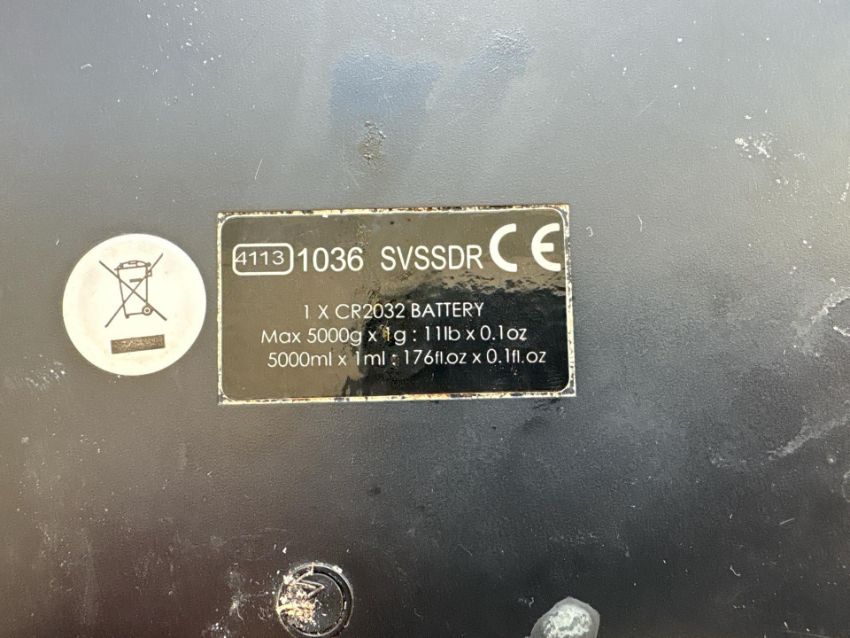 4113 1036 SVSSDR CE
1 X CR2032 BATTERY
Max 5000g x 1g : 11lb x 0.1oz
5000ml x 1ml : 176fl.oz x 0.1fl.oz